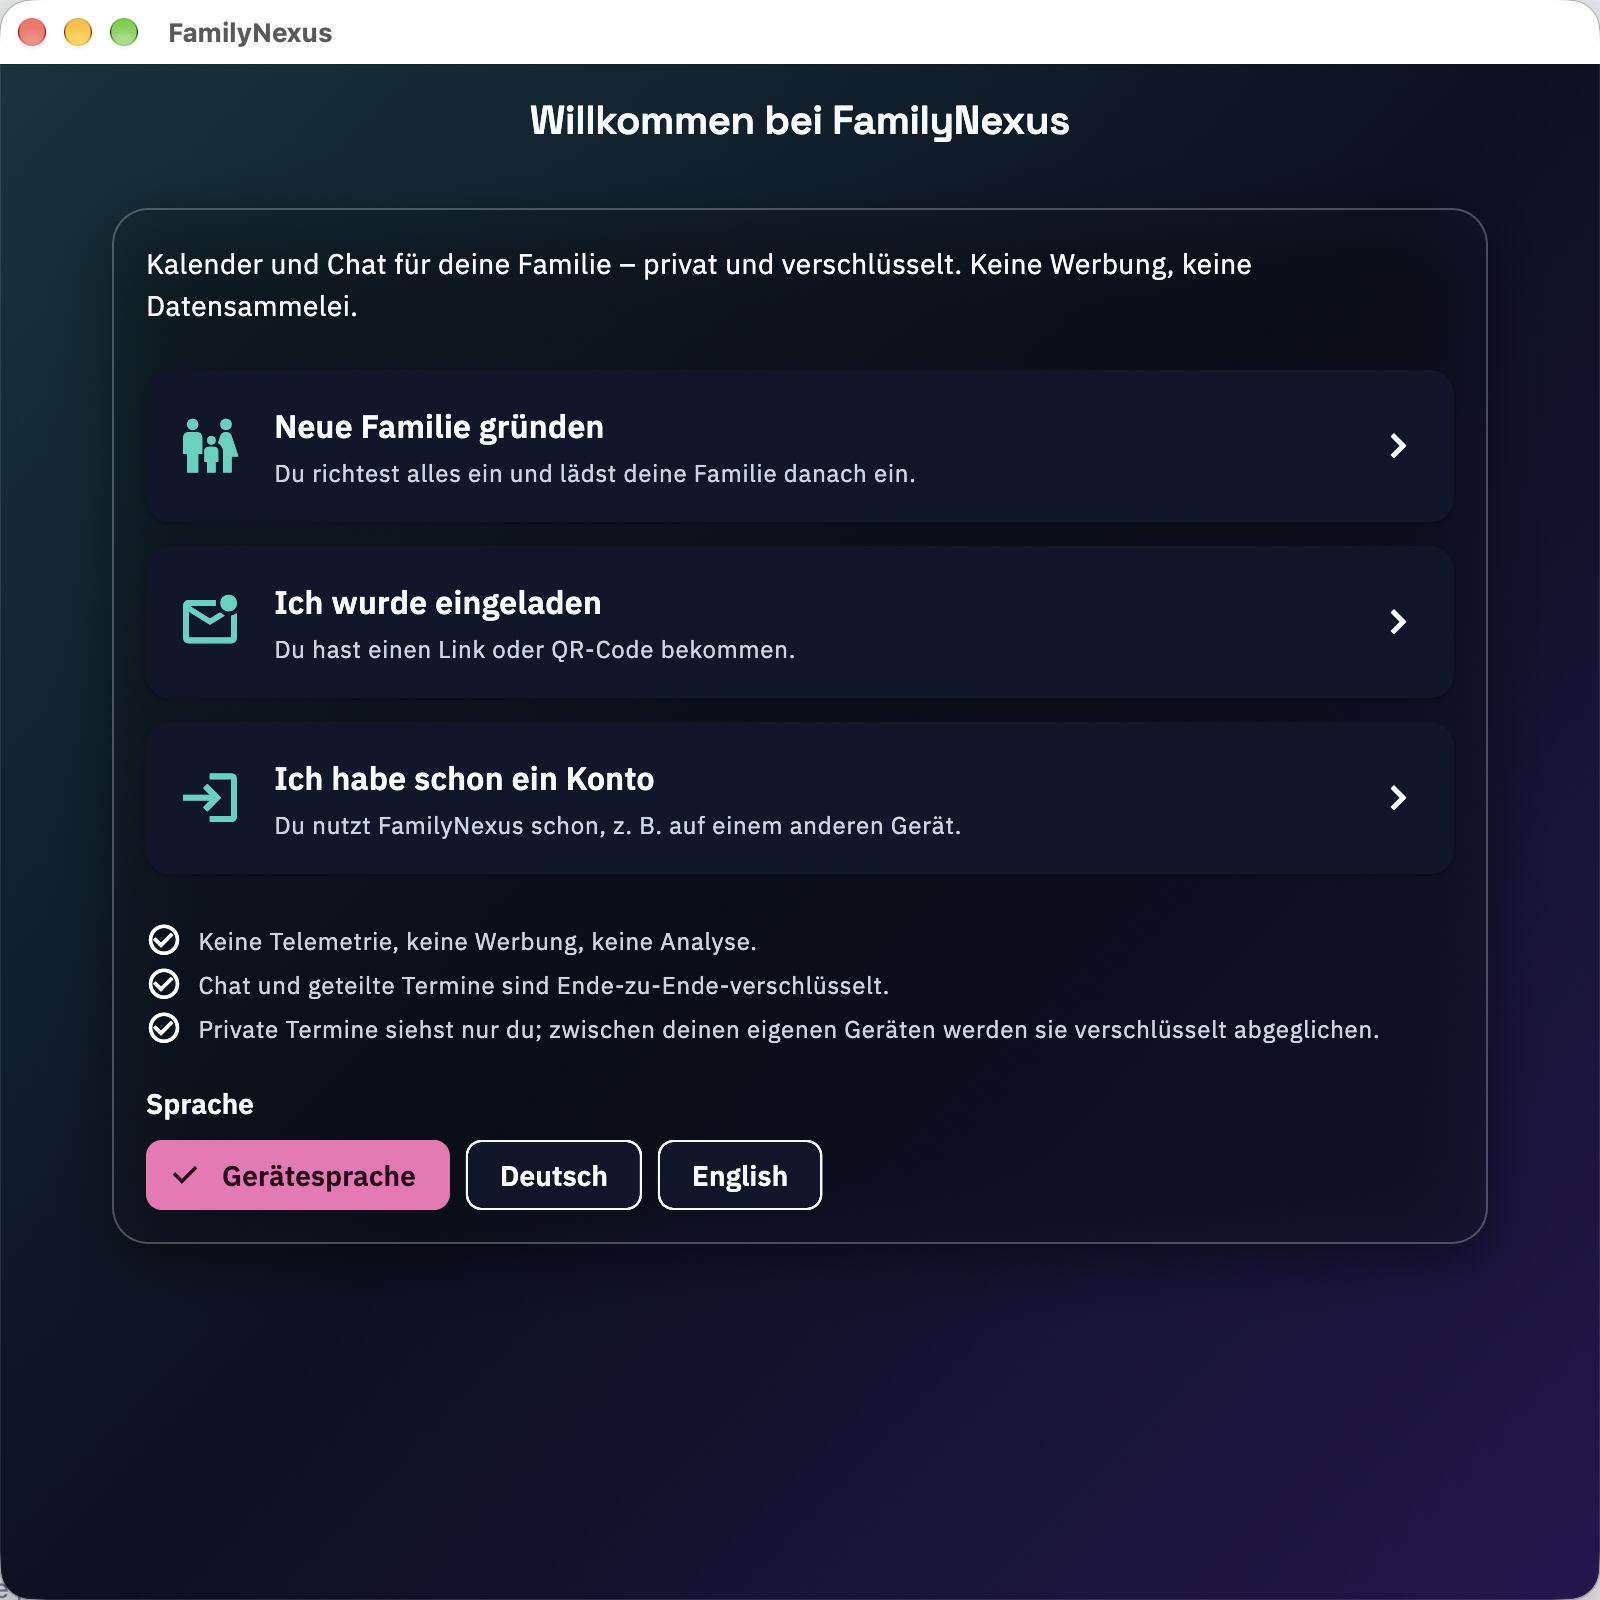 FamilyNexus
Willkommen bei FamilyNexus
Kalender und Chat für deine Familie – privat und verschlüsselt. Keine Werbung, keine
Datensammelei.
Neue Familie gründen
Du richtest alles ein und lädst deine Familie danach ein.
Ich wurde eingeladen
Du hast einen Link oder QR-Code bekommen.
Ich habe schon ein Konto
Du nutzt FamilyNexus schon, z. B. auf einem anderen Gerät.
Keine Telemetrie, keine Werbung, keine Analyse.
Chat und geteilte Termine sind Ende-zu-Ende-verschlüsselt.
Private Termine siehst nur du; zwischen deinen eigenen Geräten werden sie verschlüsselt abgeglichen.
Sprache
Gerätesprache
Deutsch
English